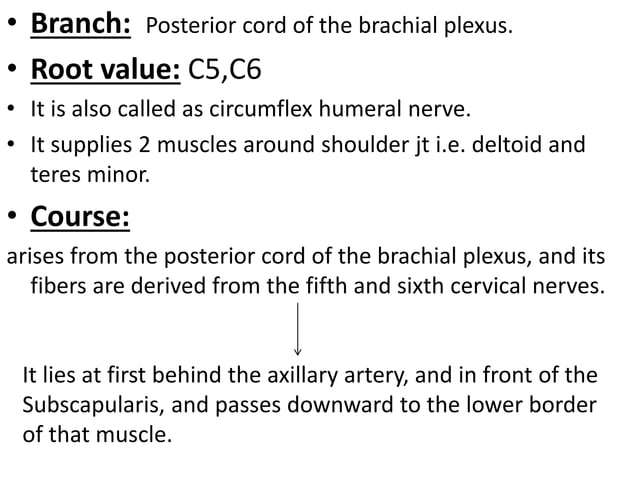 • Branch: Posterior cord of the brachial plexus.
• Root value: C5,C6
• It is also called as circumflex humeral nerve.
• It supplies 2 muscles around shoulder jt i.e. deltoid and
teres minor.
• Course:
arises from the posterior cord of the brachial plexus, and its
fibers are derived from the fifth and sixth cervical nerves.
It lies at first behind the axillary artery, and in front of the
Subscapularis, and passes downward to the lower border
of that muscle.